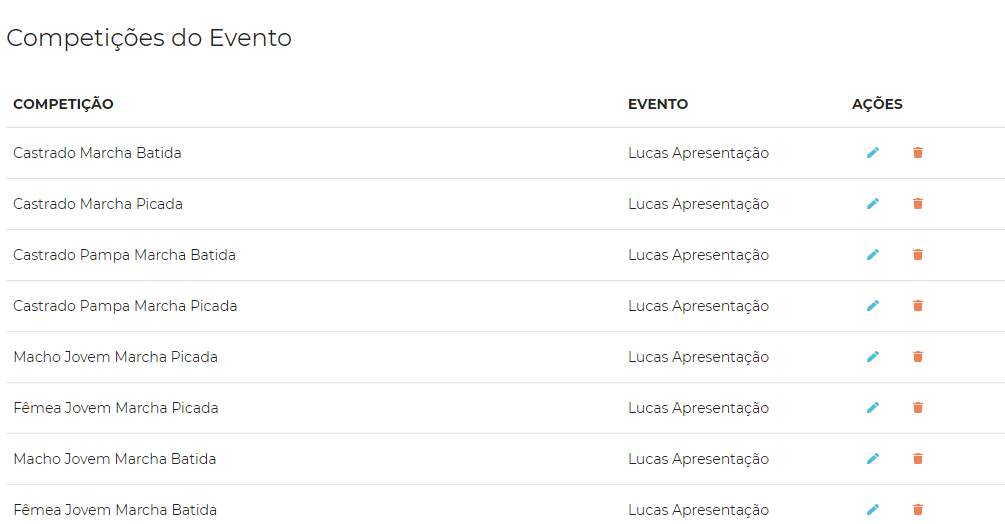 Competições do Evento
COMPETIÇÃO EVENTO AÇÕES
Castrado Marcha Batida Lucas Apresentação
Castrado Marcha Picada Lucas Apresentação
Castrado Pampa Marcha Batida Lucas Apresentação
Castrado Pampa Marcha Picada Lucas Apresentação
Macho Jovem Marcha Picada Lucas Apresentação
Fêmea Jovem Marcha Picada Lucas Apresentação
Macho Jovem Marcha Batida Lucas Apresentação
Fêmea Jovem Marcha Batida Lucas Apresentação